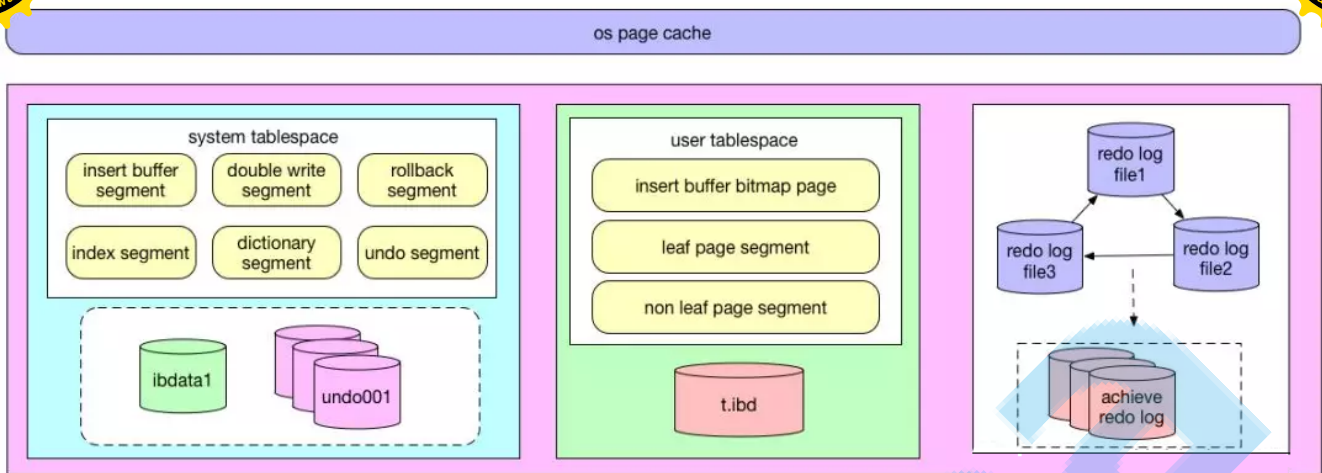 os page cache
system tablespace
insert buffer
segment
double write
segment
rollback
segment
index segment
dictionary
segment
undo segment
ibdata1
undo001
user tablespace
insert buffer bitmap page
leaf page segment
non leaf page segment
t.ibd
redo log
file1
redo log
file3
redo log
file2
achieve
redo log